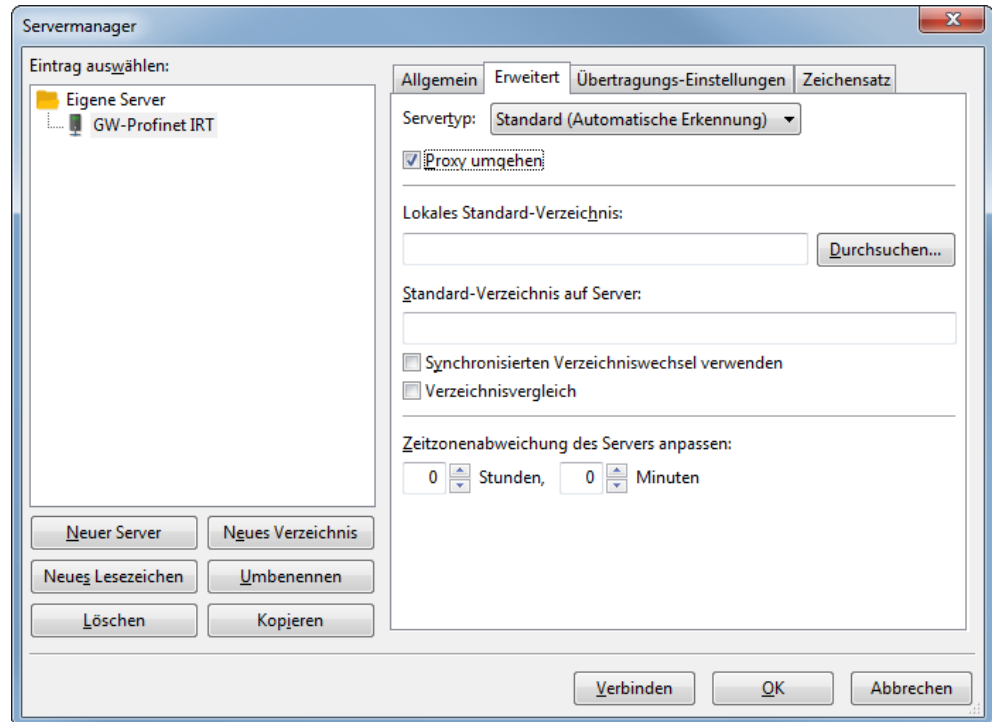 Servermanager
Eintrag auswählen:
Eigene Server
GW-Profinet IRT
Neuer Server
Neues Verzeichnis
Neues Lesezeichen
Umbenennen
Löschen
Kopieren
Allgemein
Erweitert
Übertragungs-Einstellungen
Zeichensatz
Servertyp: Standard (Automatische Erkennung)
Proxy umgehen
Lokales Standard-Verzeichnis:
Durchsuchen...
Standard-Verzeichnis auf Server:
Synchronisierten Verzeichniswechsel verwenden
Verzeichnisvergleich
Zeitzonenabweichung des Servers anpassen:
0 Stunden, 0 Minuten
Verbinden
OK
Abbrechen